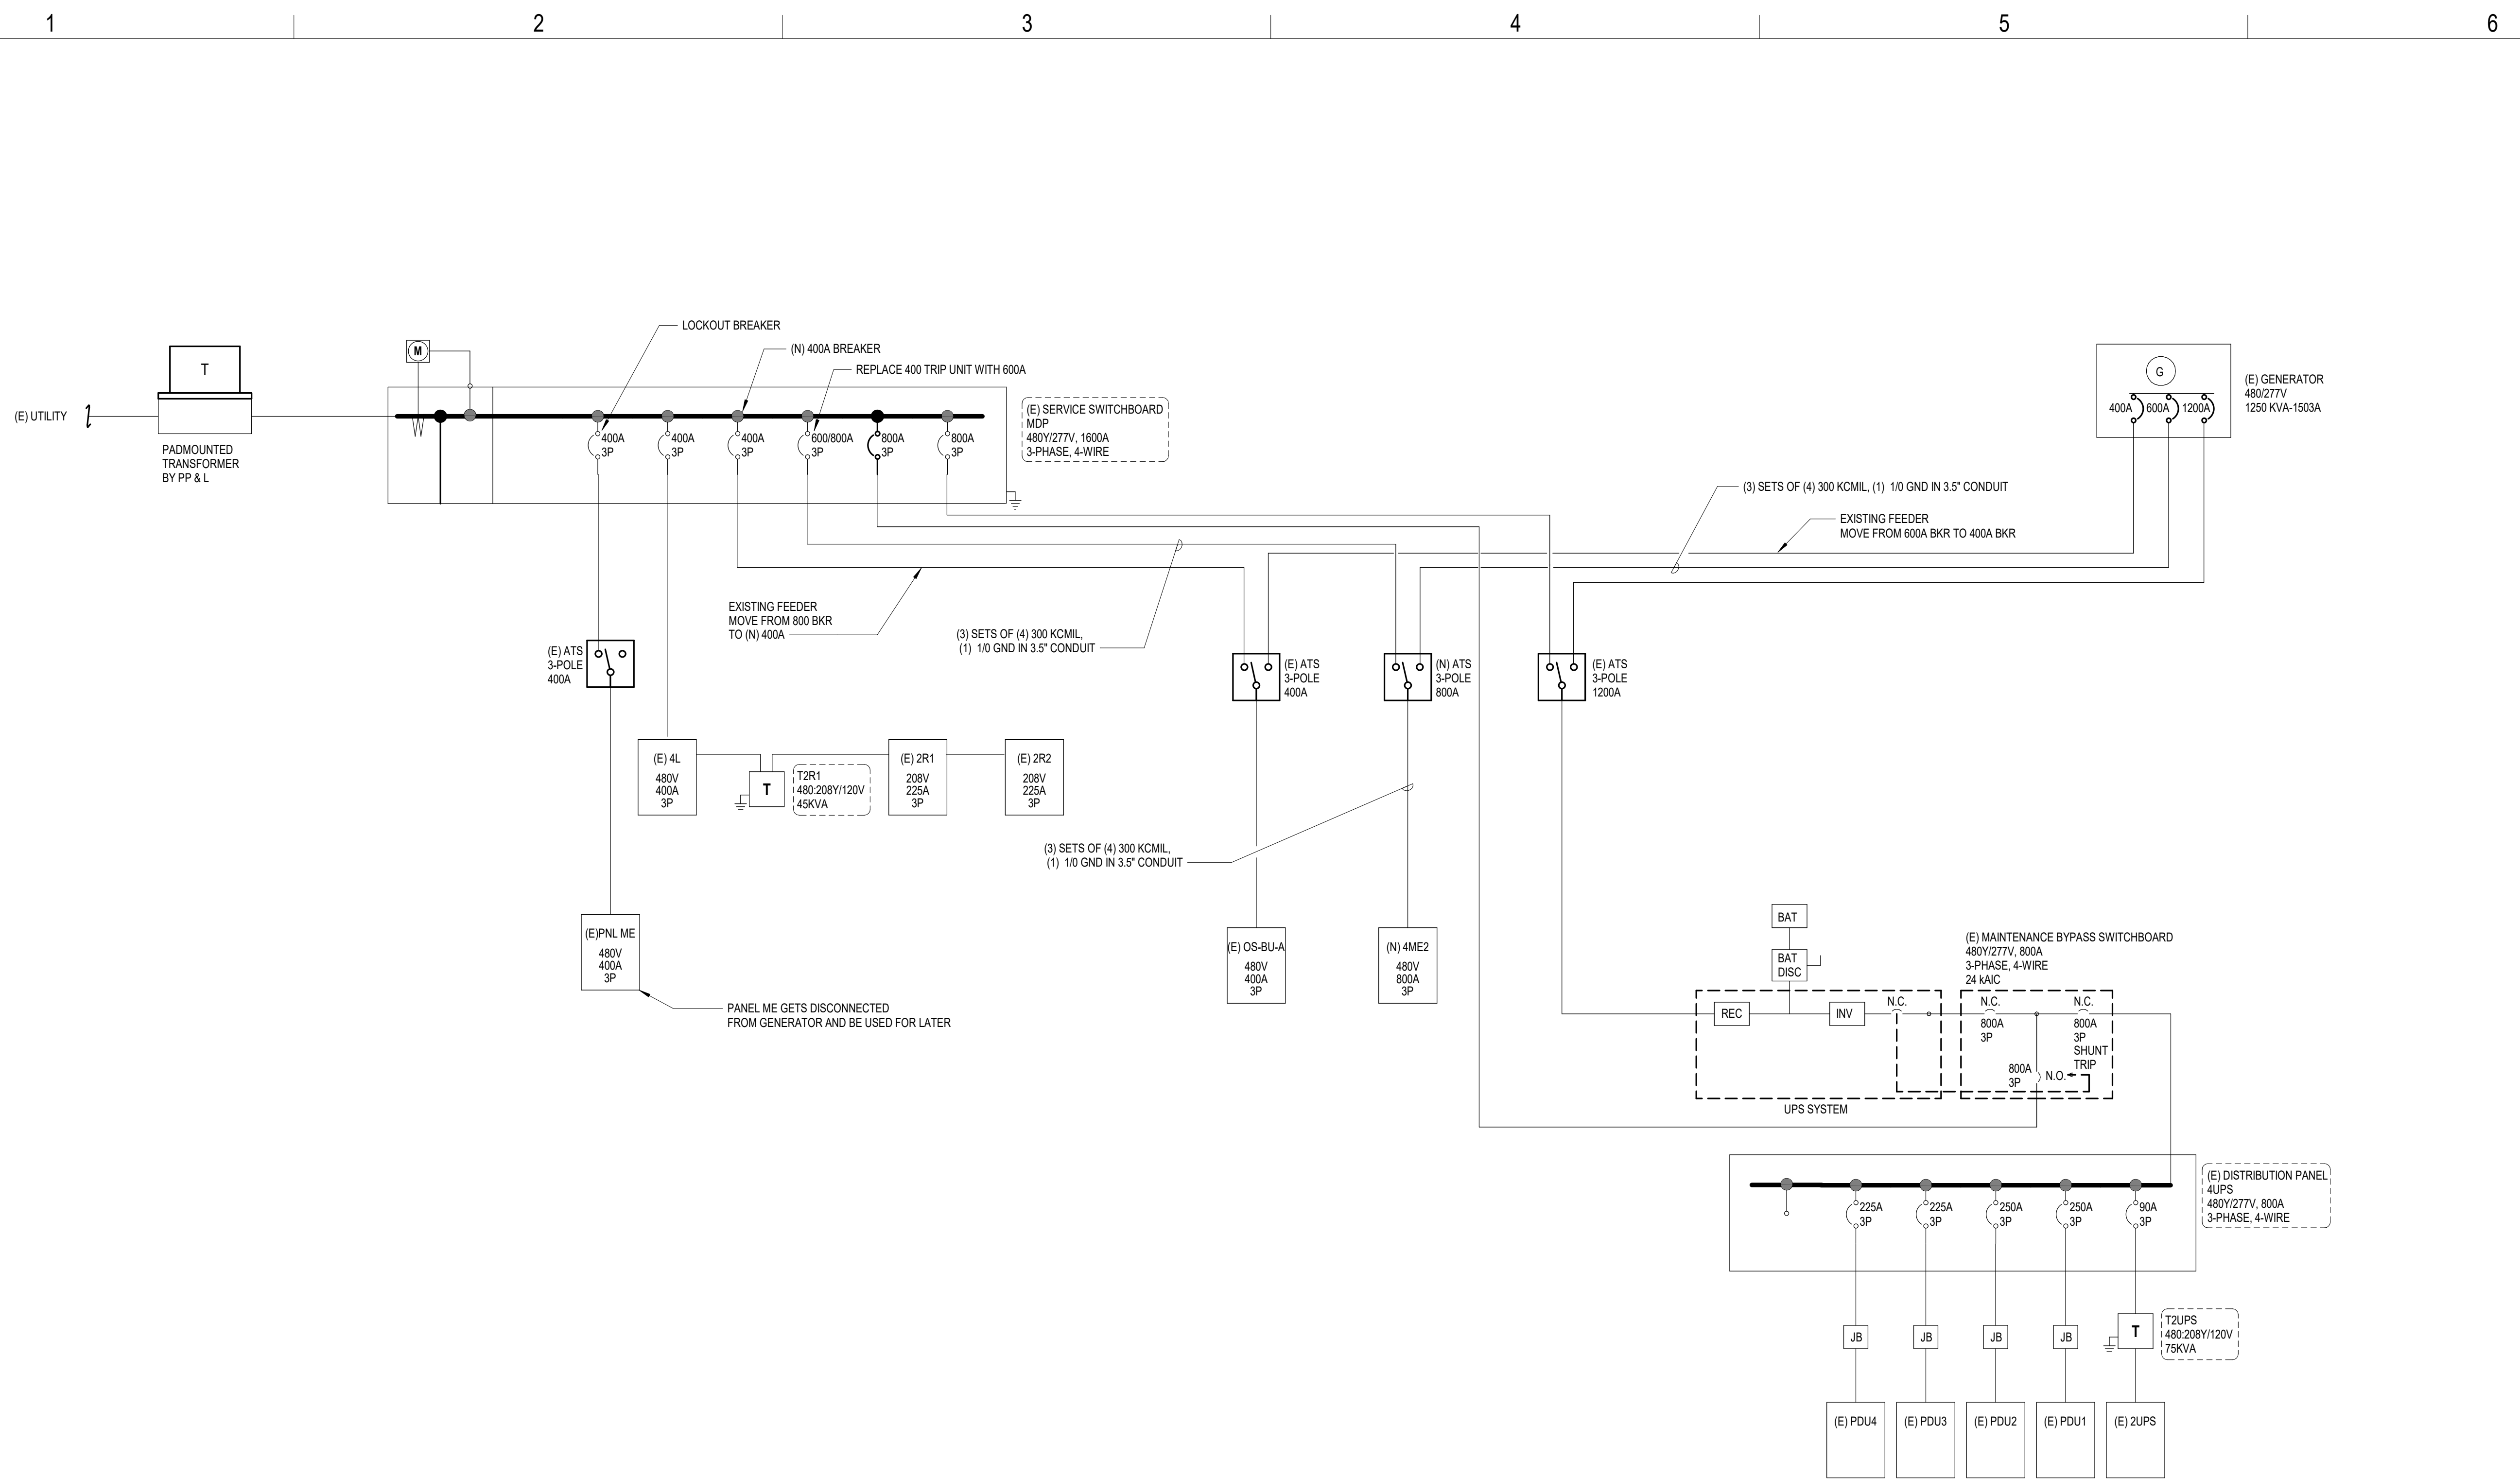 1
2
3
4
5
6
LOCKOUT BREAKER
(N) 400A BREAKER
REPLACE 400 TRIP UNIT WITH 600A
M
T
(E) UTILITY
PADMOUNTED
TRANSFORMER
BY PP & L
400A
3P
400A
3P
400A
3P
600/800A
3P
800A
3P
800A
3P
(E) SERVICE SWITCHBOARD
MDP
480Y/277V, 1600A
3-PHASE, 4-WIRE
G
400A
600A
1200A
(E) GENERATOR
480/277V
1250 KVA-1503A
(3) SETS OF (4) 300 KCMIL, (1) 1/0 GND IN 3.5" CONDUIT
EXISTING FEEDER
MOVE FROM 600A BKR TO 400A BKR
EXISTING FEEDER
MOVE FROM 800 BKR
TO (N) 400A
(3) SETS OF (4) 300 KCMIL,
(1) 1/0 GND IN 3.5" CONDUIT
(E) ATS
3-POLE
400A
(E) ATS
3-POLE
400A
(N) ATS
3-POLE
800A
(E) ATS
3-POLE
1200A
(E) 4L
480V
400A
3P
T
T2R1
480:208Y/120V
45KVA
(E) 2R1
208V
225A
3P
(E) 2R2
208V
225A
3P
(3) SETS OF (4) 300 KCMIL,
(1) 1/0 GND IN 3.5" CONDUIT
(E)PNL ME
480V
400A
3P
PANEL ME GETS DISCONNECTED
FROM GENERATOR AND BE USED FOR LATER
(E) OS-BU-A
480V
400A
3P
(N) 4ME2
480V
800A
3P
BAT
BAT
DISC
(E) MAINTENANCE BYPASS SWITCHBOARD
480Y/277V, 800A
3-PHASE, 4-WIRE
24 kAIC
REC
INV
N.C.
N.C.
800A
3P
N.C.
800A
3P
SHUNT
TRIP
800A
3P
N.O.
UPS SYSTEM
(E) DISTRIBUTION PANEL
4UPS
480Y/277V, 800A
3-PHASE, 4-WIRE
225A
3P
225A
3P
250A
3P
250A
3P
90A
3P
JB
JB
JB
JB
T
T2UPS
480:208Y/120V
75KVA
(E) PDU4
(E) PDU3
(E) PDU2
(E) PDU1
(E) 2UPS